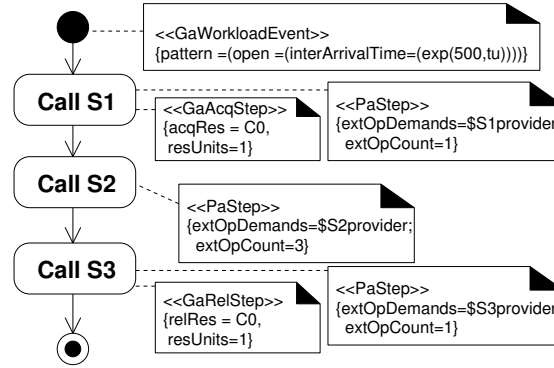 <<GaWorkloadEvent>>
{pattern =(open =(interArrivalTime=(exp(500,tu))))}
Call S1
<<GaAcqStep>>
{acqRes = C0,
resUnits=1}
<<PaStep>>
{extOpDemands=$S1provider;
extOpCount=1}
Call S2
<<PaStep>>
{extOpDemands=$S2provider;
extOpCount=3}
Call S3
<<GaRelStep>>
{relRes = C0,
resUnits=1}
<<PaStep>>
{extOpDemands=$S3provider;
extOpCount=1}